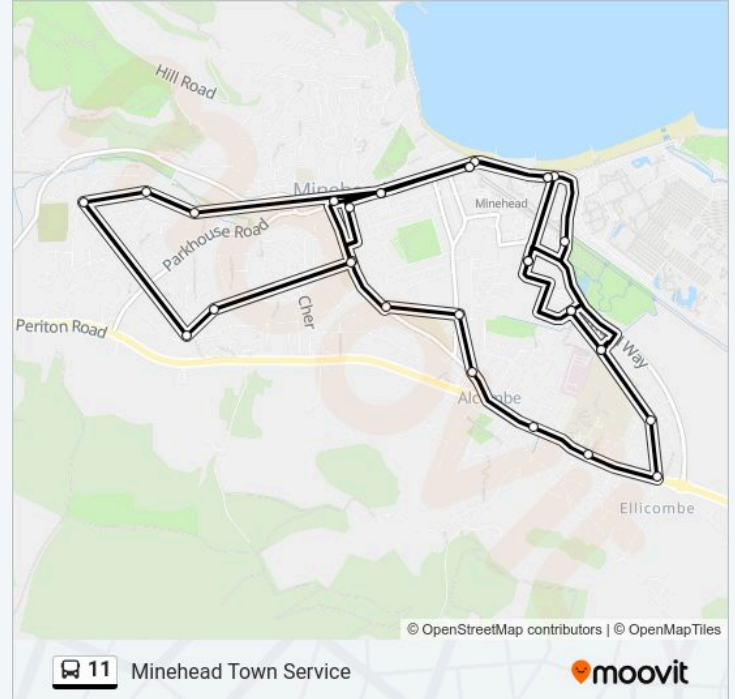 Hill Road
Mineh
Minehead
Parkhouse Road
Cher
Periton Road
Way
Alcombe
Ellicombe
© OpenStreetMap contributors | © OpenMapTiles
11 Minehead Town Service
moovit